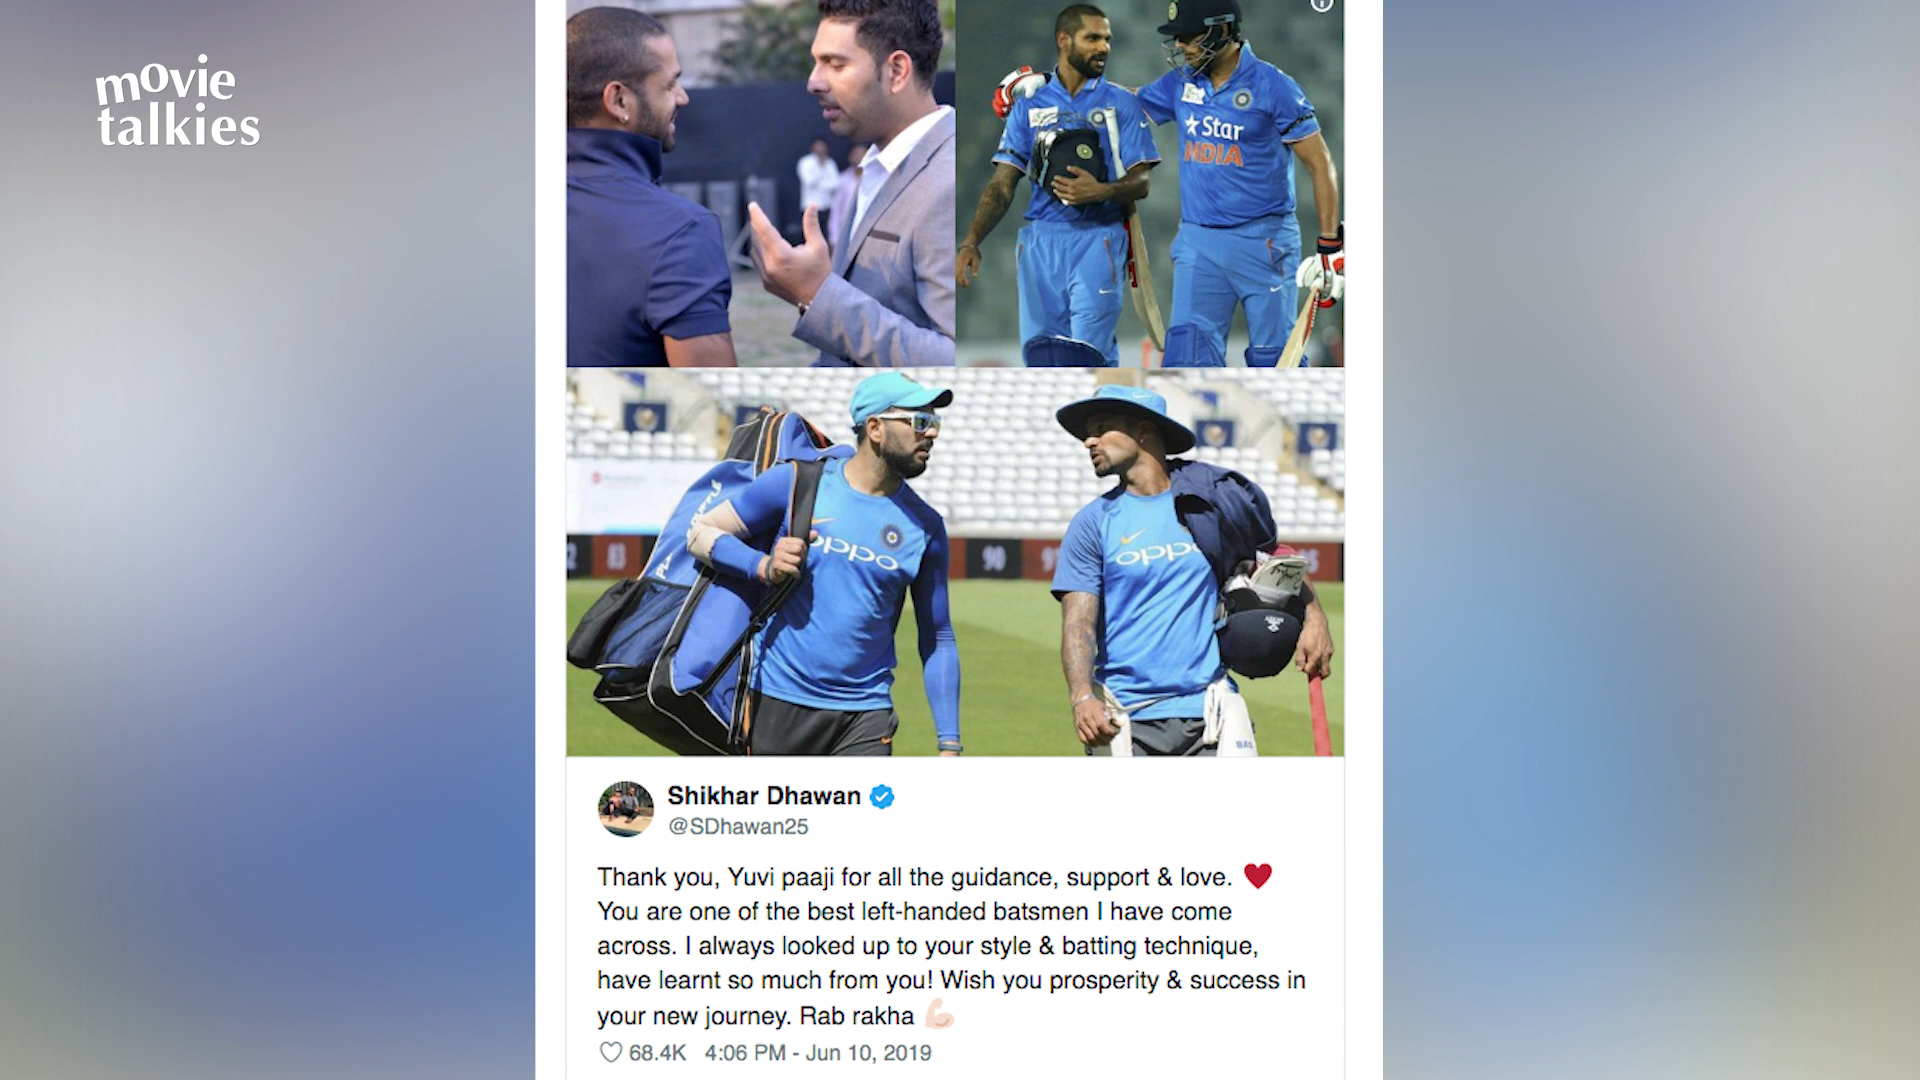 movie
talkies
Star
INDIA
oppo
oppo
83
90
BAS
Shikhar Dhawan
@SDhawan25
Thank you, Yuvi paaji for all the guidance, support & love. ❤️
You are one of the best left-handed batsmen I have come
across. I always looked up to your style & batting technique,
have learnt so much from you! Wish you prosperity & success in
your new journey. Rab rakha 💪🏻
68.4K 4:06 PM - Jun 10, 2019